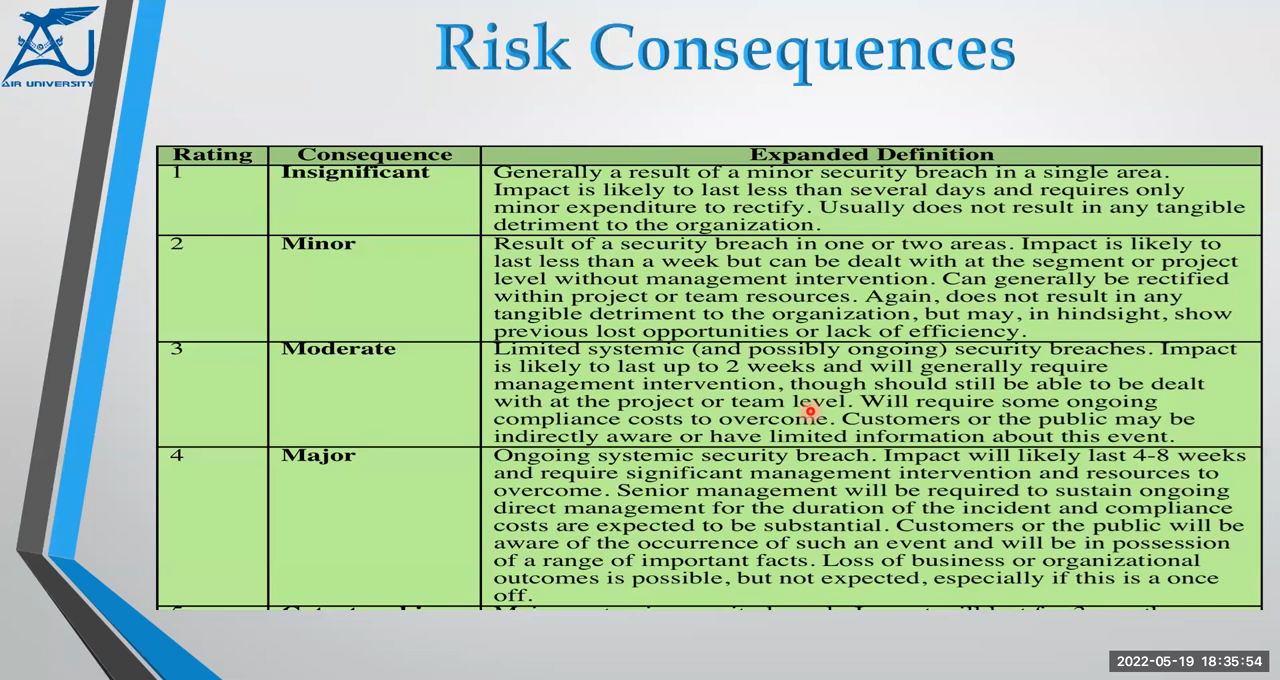 Risk Consequences
AIR UNIVERSITY
Rating Consequence Expanded Definition
1 Insignificant Generally a result of a minor security breach in a single area.
Impact is likely to last less than several days and requires only
minor expenditure to rectify. Usually does not result in any tangible
detriment to the organization.
2 Minor Result of a security breach in one or two areas. Impact is likely to
last less than a week but can be dealt with at the segment or project
level without management intervention. Can generally be rectified
within project or team resources. Again, does not result in any
tangible detriment to the organization, but may, in hindsight, show
previous lost opportunities or lack of efficiency.
3 Moderate Limited systemic (and possibly ongoing) security breaches. Impact
is likely to last up to 2 weeks and will generally require
management intervention, though should still be able to be dealt
with at the project or team level. Will require some ongoing
compliance costs to overcome. Customers or the public may be
indirectly aware or have limited information about this event.
4 Major Ongoing systemic security breach. Impact will likely last 4-8 weeks
and require significant management intervention and resources to
overcome. Senior management will be required to sustain ongoing
direct management for the duration of the incident and compliance
costs are expected to be substantial. Customers or the public will be
aware of the occurrence of such an event and will be in possession
of a range of important facts. Loss of business or organizational
outcomes is possible, but not expected, especially if this is a once
off.
2022-05-19 18:35:54